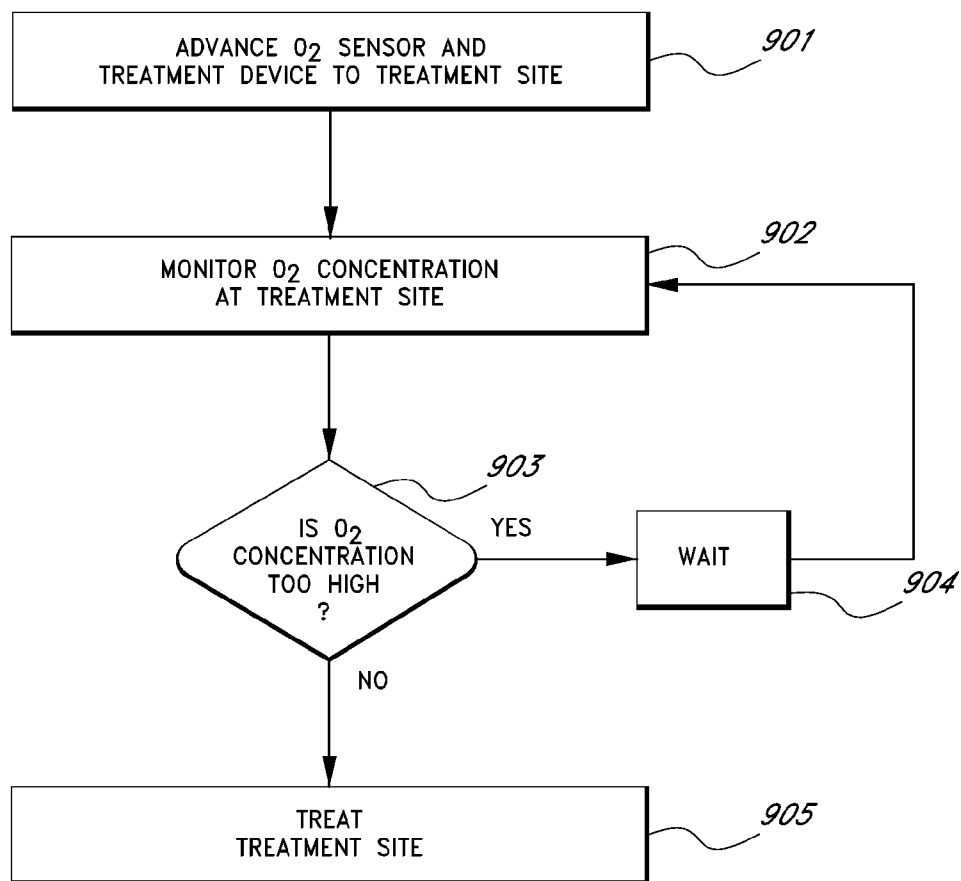 ADVANCE O2 SENSOR AND
TREATMENT DEVICE TO TREATMENT SITE
901
MONITOR O2 CONCENTRATION
AT TREATMENT SITE
902
IS O2
CONCENTRATION
TOO HIGH
?
903
YES
WAIT
904
NO
TREAT
TREATMENT SITE
905